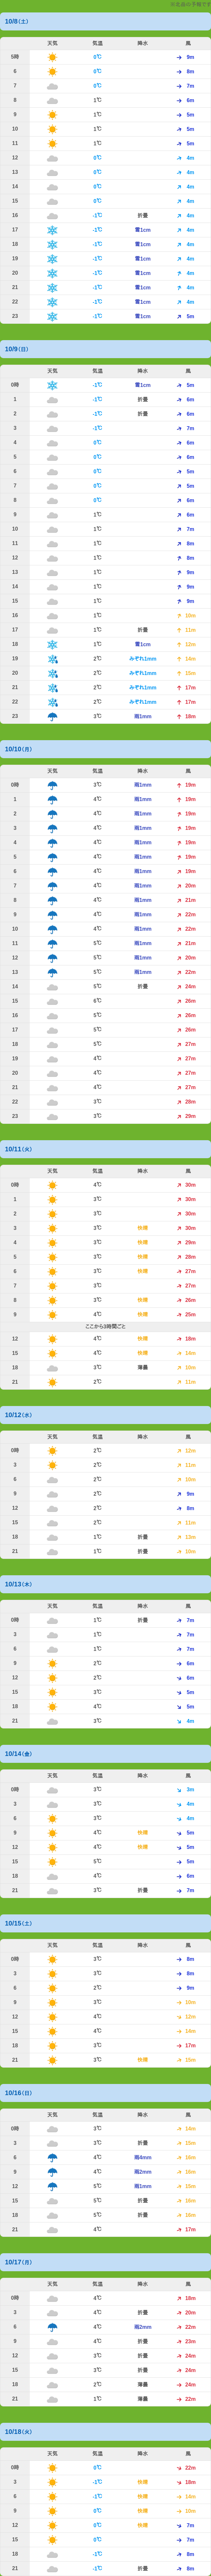 10/8(土)
天気 気温 降水 風
5時 0℃ 9m
6 0℃ 8m
7 0℃ 7m
8 1℃ 6m
9 1℃ 5m
10 1℃ 5m
11 1℃ 5m
12 0℃ 4m
13 0℃ 4m
14 0℃ 4m
15 0℃ 4m
16 -1℃ 折畳 4m
17 -1℃ 雪1cm 4m
18 -1℃ 雪1cm 4m
19 -1℃ 雪1cm 4m
20 -1℃ 雪1cm 4m
21 -1℃ 雪1cm 4m
22 -1℃ 雪1cm 4m
23 -1℃ 雪1cm 5m
10/9(日)
天気 気温 降水 風
0時 -1℃ 雪1cm 5m
1 -1℃ 折畳 6m
2 -1℃ 折畳 6m
3 -1℃ 7m
4 0℃ 6m
5 0℃ 6m
6 0℃ 5m
7 0℃ 5m
8 0℃ 6m
9 1℃ 6m
10 1℃ 7m
11 1℃ 8m
12 1℃ 8m
13 1℃ 9m
14 1℃ 9m
15 1℃ 9m
16 1℃ 10m
17 1℃ 折畳 11m
18 1℃ 雪1cm 12m
19 2℃ みぞれ1mm 14m
20 2℃ みぞれ1mm 15m
21 2℃ みぞれ1mm 17m
22 2℃ みぞれ1mm 17m
23 3℃ 雨1mm 18m
10/10(月)
天気 気温 降水 風
0時 3℃ 雨1mm 19m
1 4℃ 雨1mm 19m
2 4℃ 雨1mm 19m
3 4℃ 雨1mm 19m
4 4℃ 雨1mm 19m
5 4℃ 雨1mm 19m
6 4℃ 雨1mm 19m
7 4℃ 雨1mm 20m
8 4℃ 雨1mm 21m
9 4℃ 雨1mm 22m
10 4℃ 雨1mm 22m
11 5℃ 雨1mm 21m
12 5℃ 雨1mm 20m
13 5℃ 雨1mm 22m
14 5℃ 折畳 24m
15 6℃ 26m
16 5℃ 26m
17 5℃ 26m
18 5℃ 27m
19 4℃ 27m
20 4℃ 27m
21 4℃ 27m
22 3℃ 28m
23 3℃ 29m
10/11(火)
天気 気温 降水 風
0時 4℃ 30m
1 3℃ 30m
2 3℃ 30m
3 3℃ 快晴 30m
4 3℃ 快晴 29m
5 3℃ 快晴 28m
6 3℃ 快晴 27m
7 3℃ 27m
8 3℃ 快晴 26m
9 4℃ 快晴 25m
ここから3時間ごと
12 4℃ 快晴 18m
15 4℃ 快晴 14m
18 3℃ 薄曇 10m
21 2℃ 11m
10/12(水)
天気 気温 降水 風
0時 2℃ 12m
3 2℃ 11m
6 2℃ 10m
9 2℃ 9m
12 2℃ 8m
15 2℃ 11m
18 1℃ 折畳 13m
21 1℃ 折畳 10m
10/13(木)
天気 気温 降水 風
0時 1℃ 折畳 7m
3 1℃ 7m
6 1℃ 7m
9 2℃ 6m
12 2℃ 6m
15 3℃ 5m
18 4℃ 5m
21 3℃ 4m
10/14(金)
天気 気温 降水 風
0時 3℃ 3m
3 3℃ 4m
6 3℃ 4m
9 4℃ 快晴 5m
12 4℃ 快晴 5m
15 5℃ 5m
18 4℃ 6m
21 3℃ 折畳 7m
10/15(土)
天気 気温 降水 風
0時 3℃ 8m
3 3℃ 8m
6 2℃ 9m
9 3℃ 10m
12 4℃ 12m
15 4℃ 14m
18 3℃ 17m
21 3℃ 快晴 15m
10/16(日)
天気 気温 降水 風
0時 3℃ 14m
3 3℃ 折畳 15m
6 4℃ 雨4mm 16m
9 4℃ 雨2mm 16m
12 5℃ 雨1mm 15m
15 5℃ 折畳 16m
18 5℃ 折畳 16m
21 4℃ 17m
10/17(月)
天気 気温 降水 風
0時 4℃ 18m
3 4℃ 折畳 20m
6 4℃ 雨2mm 22m
9 4℃ 折畳 23m
12 3℃ 折畳 24m
15 3℃ 折畳 24m
18 2℃ 薄曇 24m
21 1℃ 薄曇 22m
10/18(火)
天気 気温 降水 風
0時 0℃ 22m
3 -1℃ 快晴 18m
6 -1℃ 快晴 14m
9 0℃ 快晴 10m
12 0℃ 快晴 7m
15 0℃ 7m
18 -1℃ 8m
21 -1℃ 折畳 8m